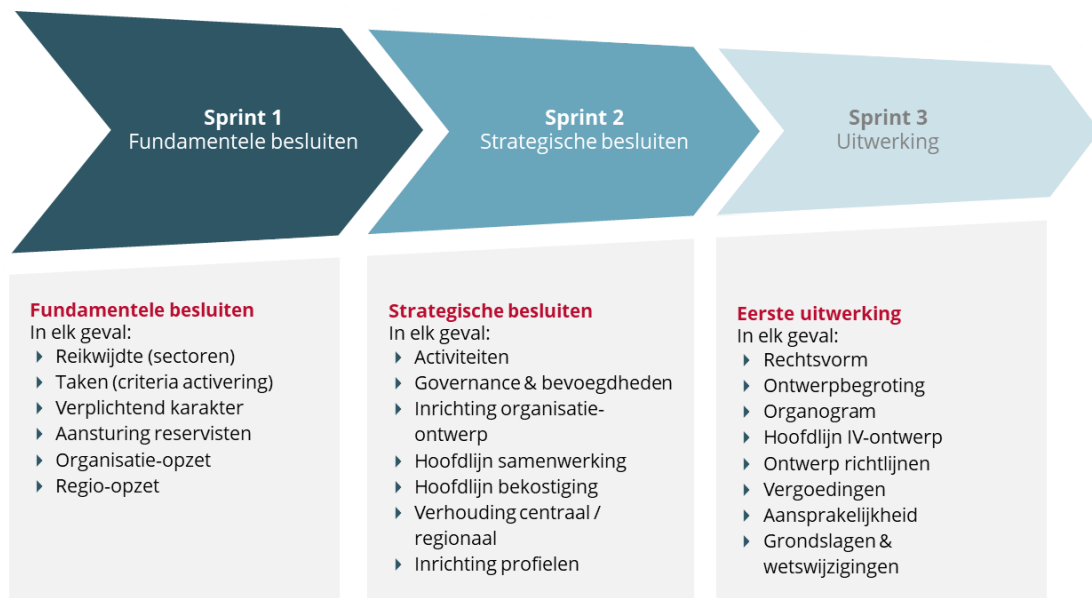 Sprint 1
Fundamentele besluiten
Sprint 2
Strategische besluiten
Sprint 3
Uitwerking
Fundamentele besluiten
In elk geval:
Reikwijdte (sectoren)
Taken (criteria activering)
Verplichtend karakter
Aansturing reservisten
Organisatie-opzet
Regio-opzet
Strategische besluiten
In elk geval:
Activiteiten
Governance & bevoegdheden
Inrichting organisatie-
ontwerp
Hoofdlijn samenwerking
Hoofdlijn bekostiging
Verhouding centraal /
regionaal
Inrichting profielen
Eerste uitwerking
In elk geval:
Rechtsvorm
Ontwerpbegroting
Organogram
Hoofdlijn IV-ontwerp
Ontwerp richtlijnen
Vergoedingen
Aansprakelijkheid
Grondslagen &
wetswijzigingen